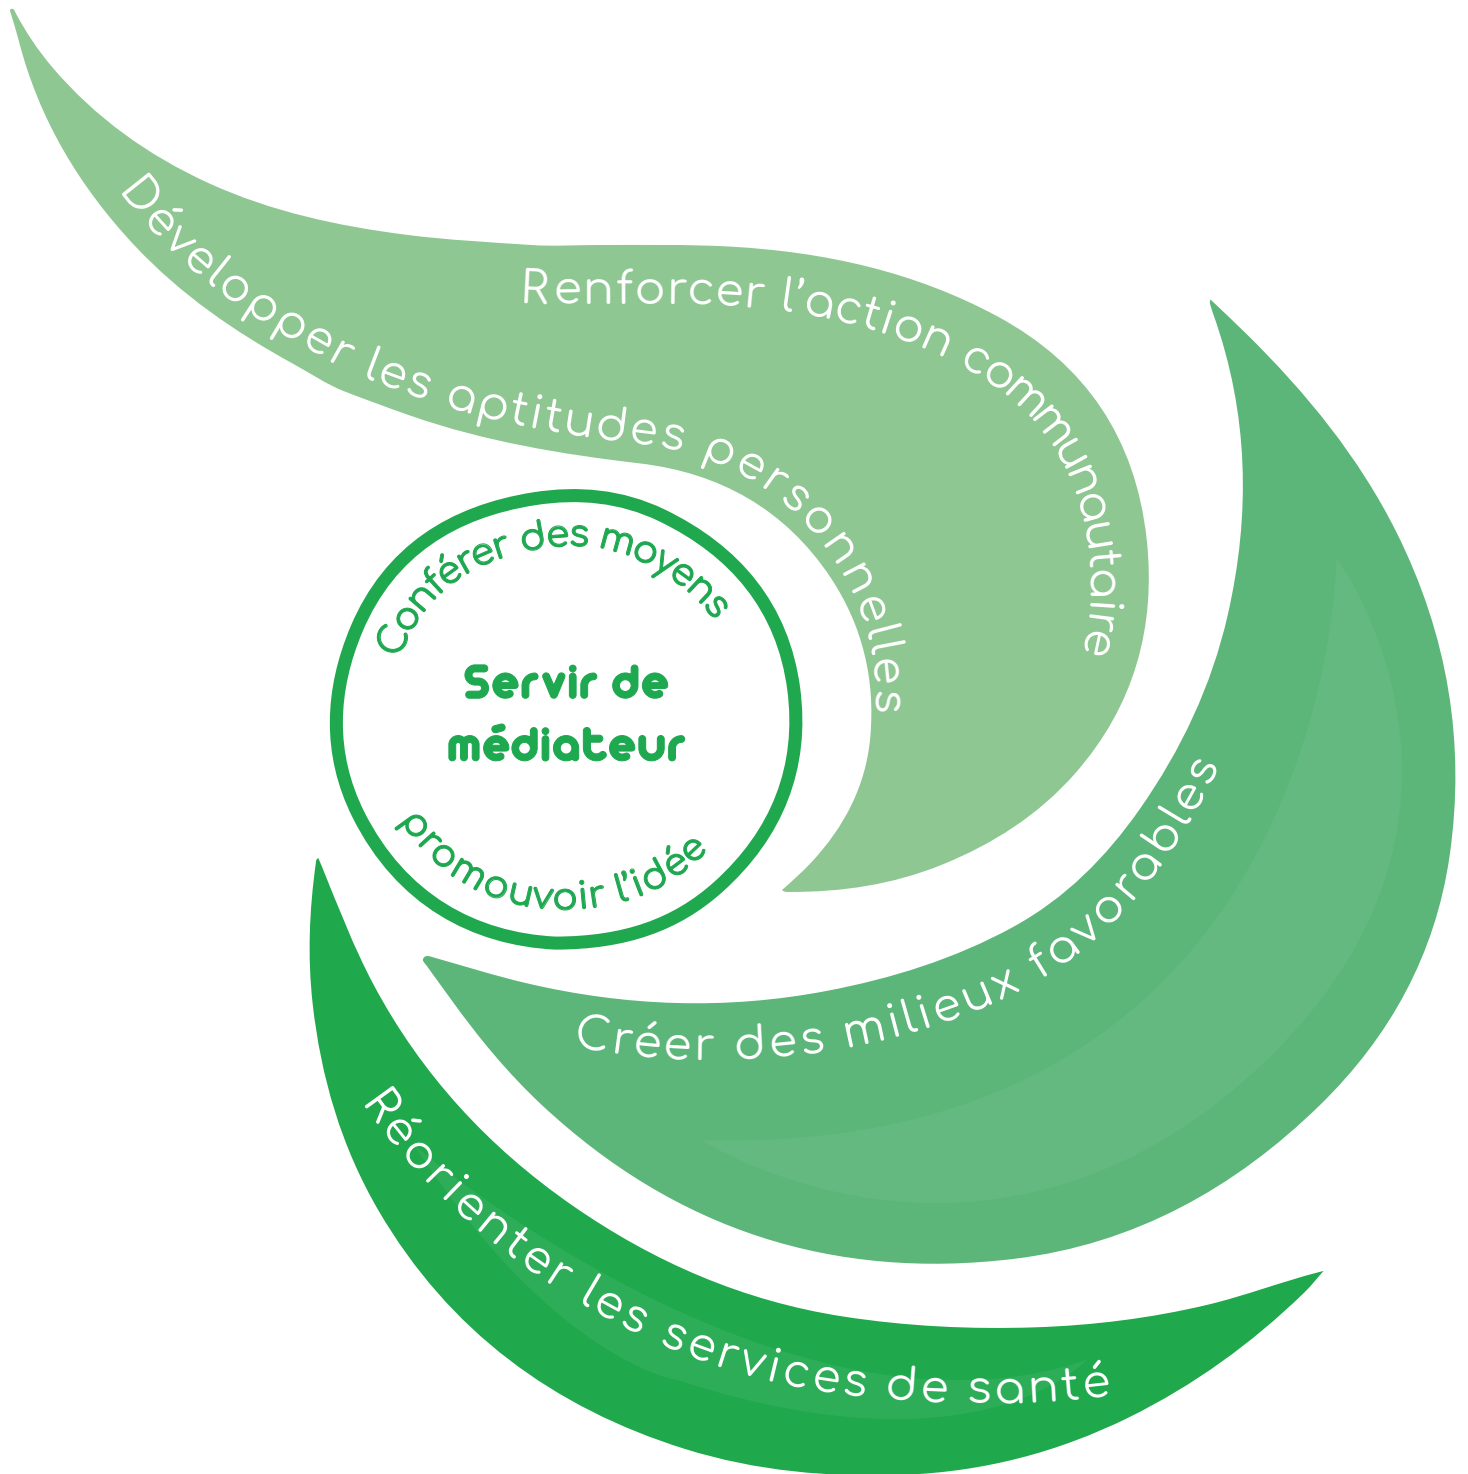 Développer les aptitudes personnelles
Renforcer l'action communautaire
Conférer des moyens
Servir de
médiateur
promouvoir l'idée
Créer des milieux favorables
Réorienter les services de santé